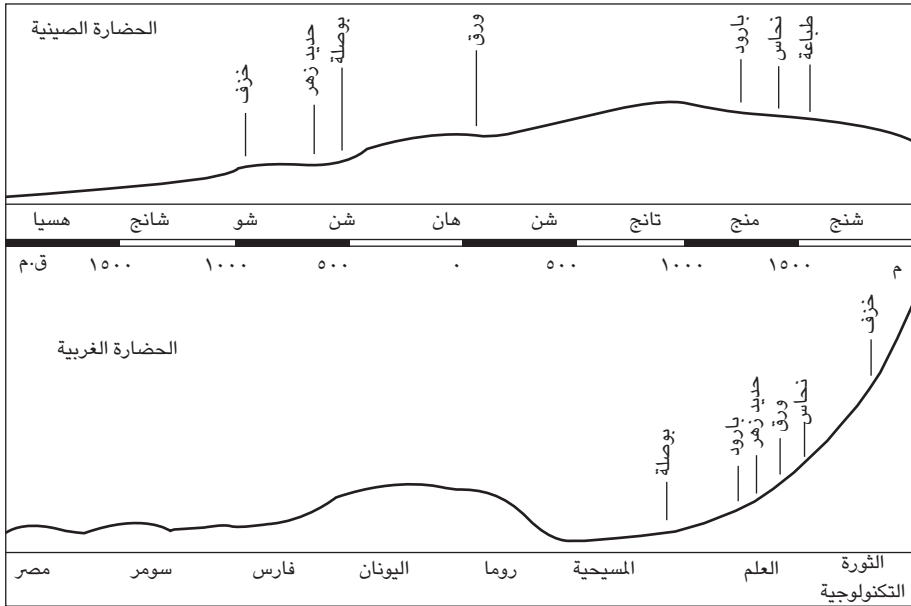 الحضارة الصينية
خزف
حديد زهر
بوصلة
ورق
بارود
نحاس
طباعة
هسيا شانج شو شن هان شن تانج منج شنج
ق.م ١٥٠٠ ١٠٠٠ ٥٠٠ ٠ ٥٠٠ ١٠٠٠ ١٥٠٠ م
الحضارة الغربية
بوصلة
بارود
حديد زهر
ورق
نحاس
خزف
مصر سومر فارس اليونان روما المسيحية العلم الثورة
التكنولوجية